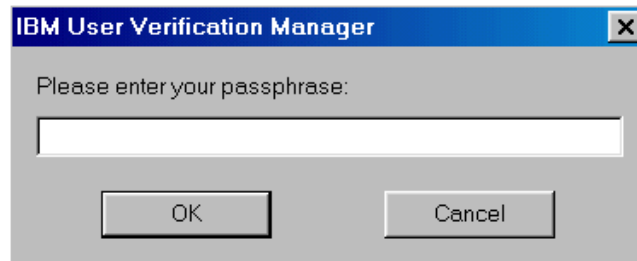 IBM User Verification Manager
Please enter your passphrase:
OK Cancel